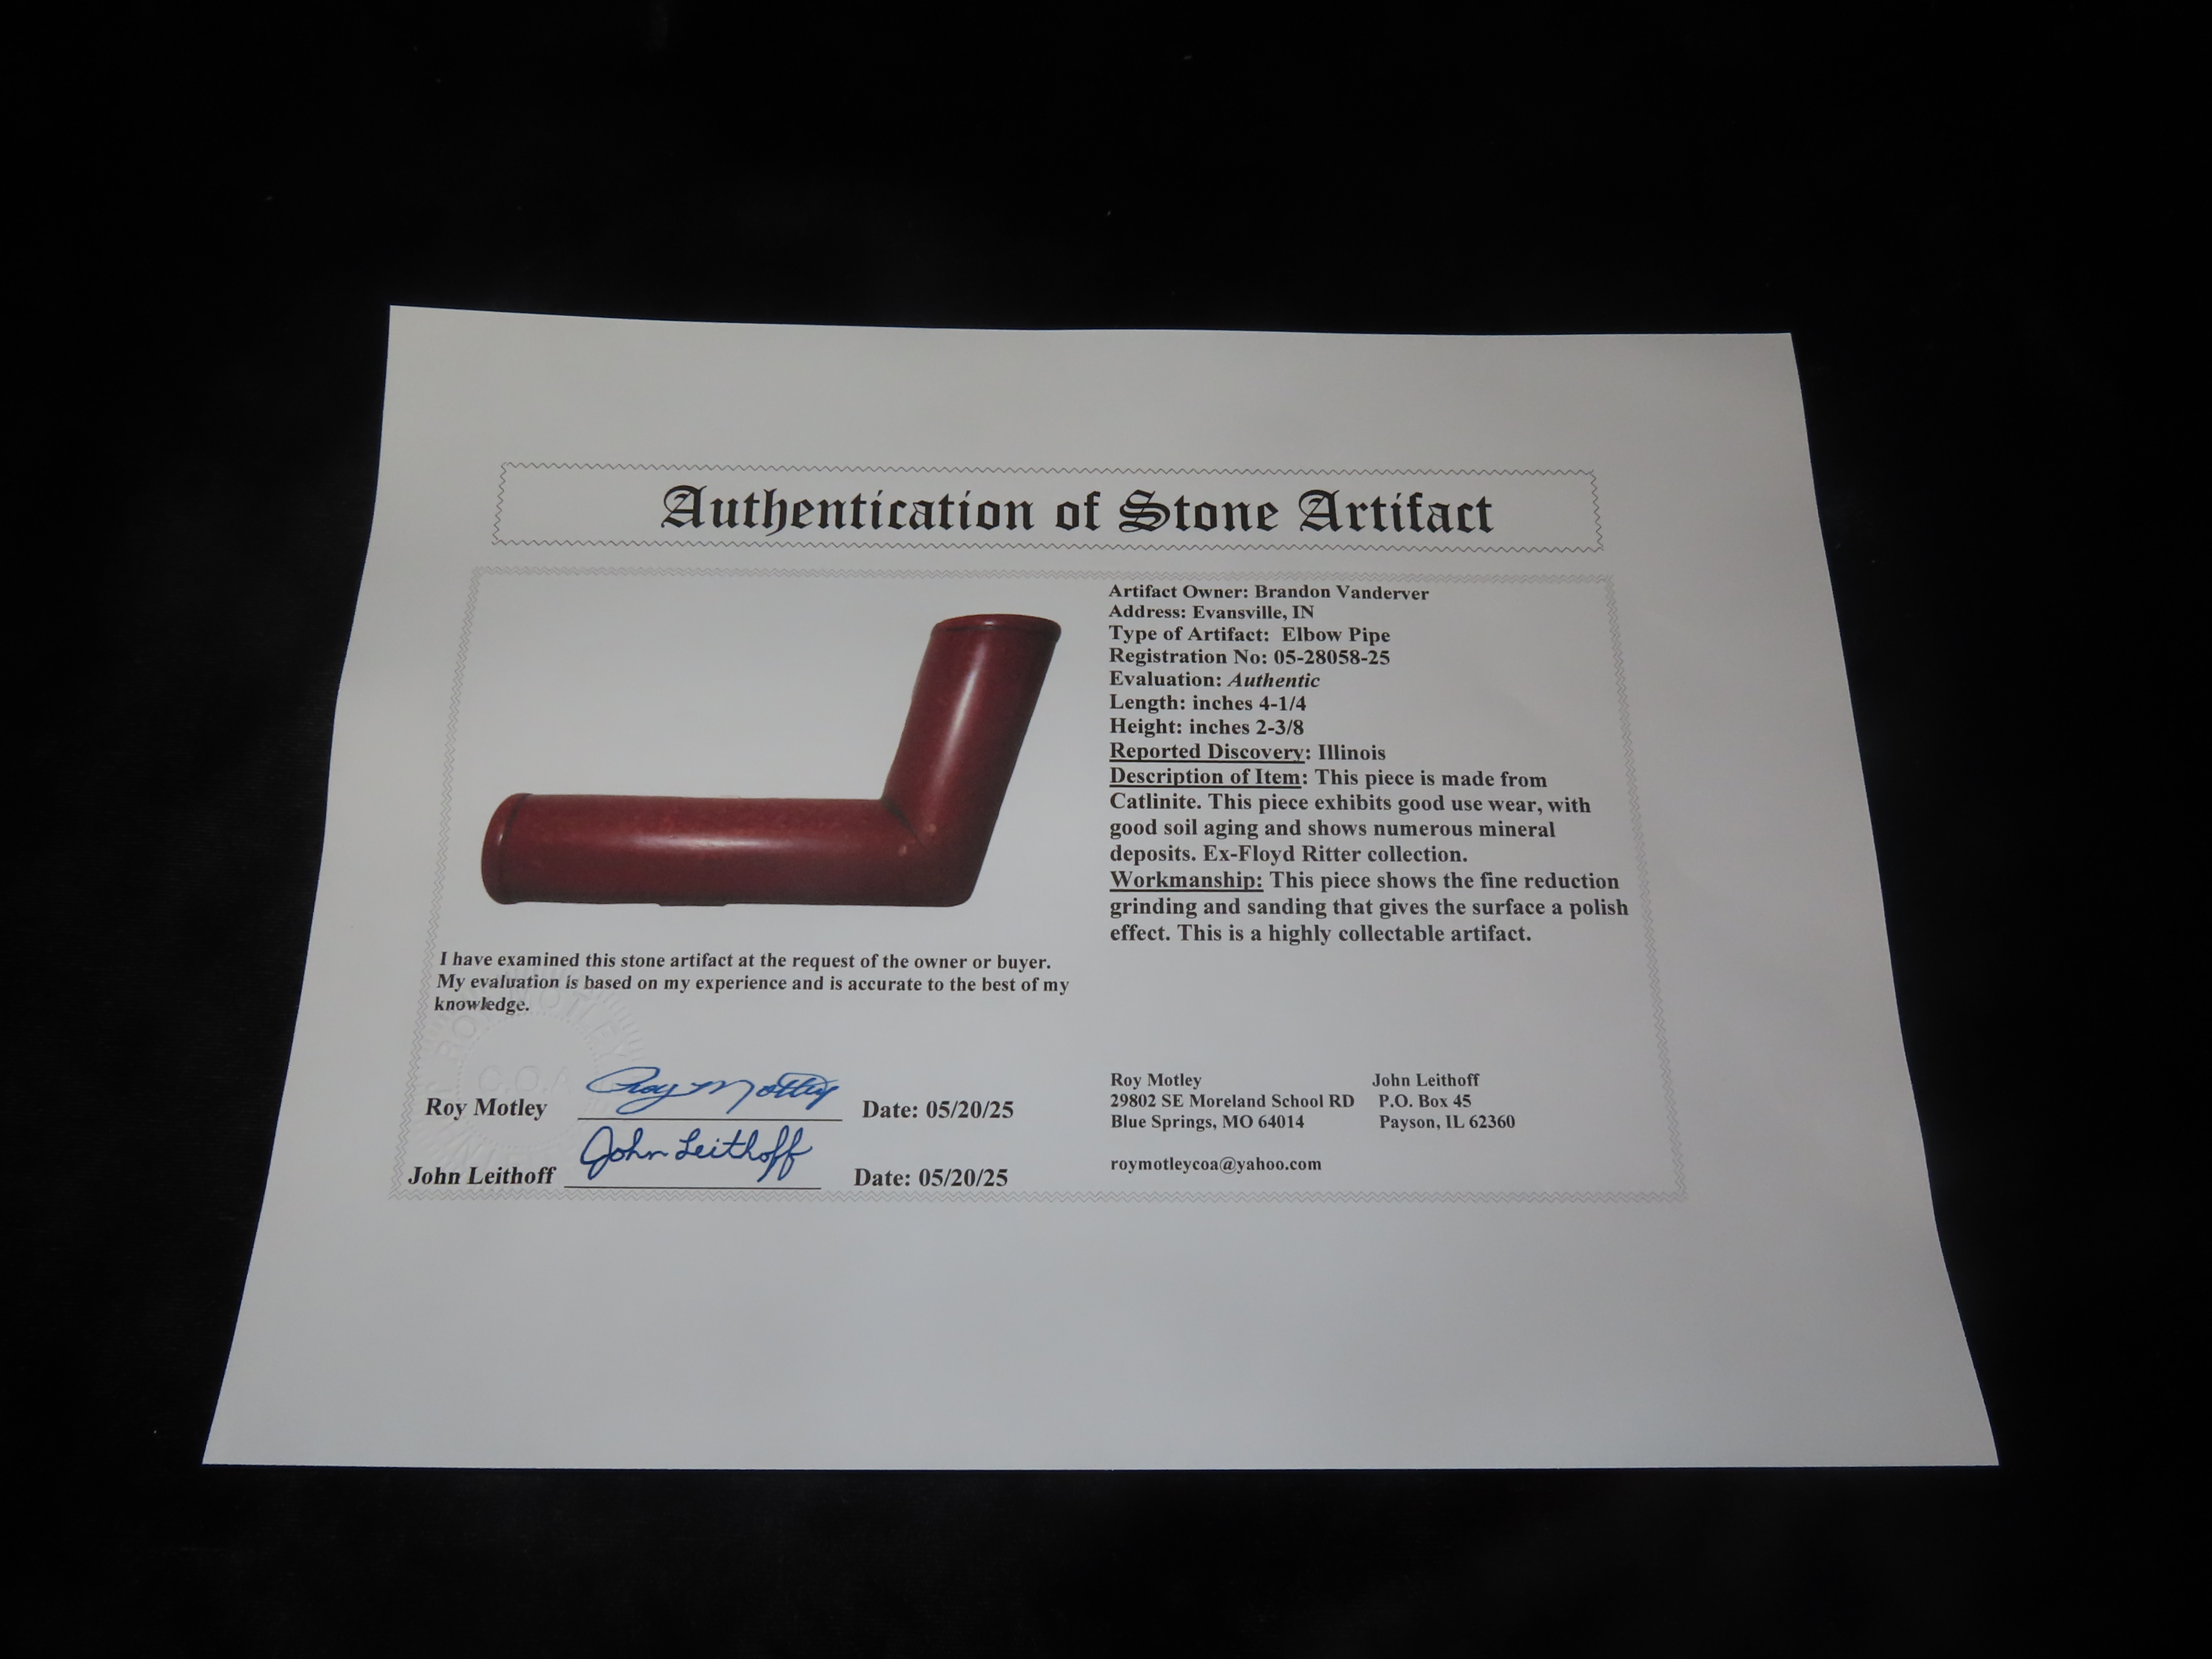 Authentication of Stone Artifact
Artifact Owner: Brandon Vanderver
Address: Evansville, IN
Type of Artifact: Elbow Pipe
Registration No: 05-28058-25
Evaluation: Authentic
Length: inches 4-1/4
Height: inches 2-3/8
Reported Discovery: Illinois
Description of Item: This piece is made from
Catlinite. This piece exhibits good use wear, with
good soil aging and shows numerous mineral
deposits. Ex-Floyd Ritter collection.
Workmanship: This piece shows the fine reduction
grinding and sanding that gives the surface a polish
effect. This is a highly collectable artifact.
I have examined this stone artifact at the request of the owner or buyer.
My evaluation is based on my experience and is accurate to the best of my
knowledge.
ROY MOTLEY
C.O.A.
Roy Motley Roy Motley Date: 05/20/25
John Leithoff John Leithoff Date: 05/20/25
Roy Motley John Leithoff
29802 SE Moreland School RD P.O. Box 45
Blue Springs, MO 64014 Payson, IL 62360
roymotleycoa@yahoo.com